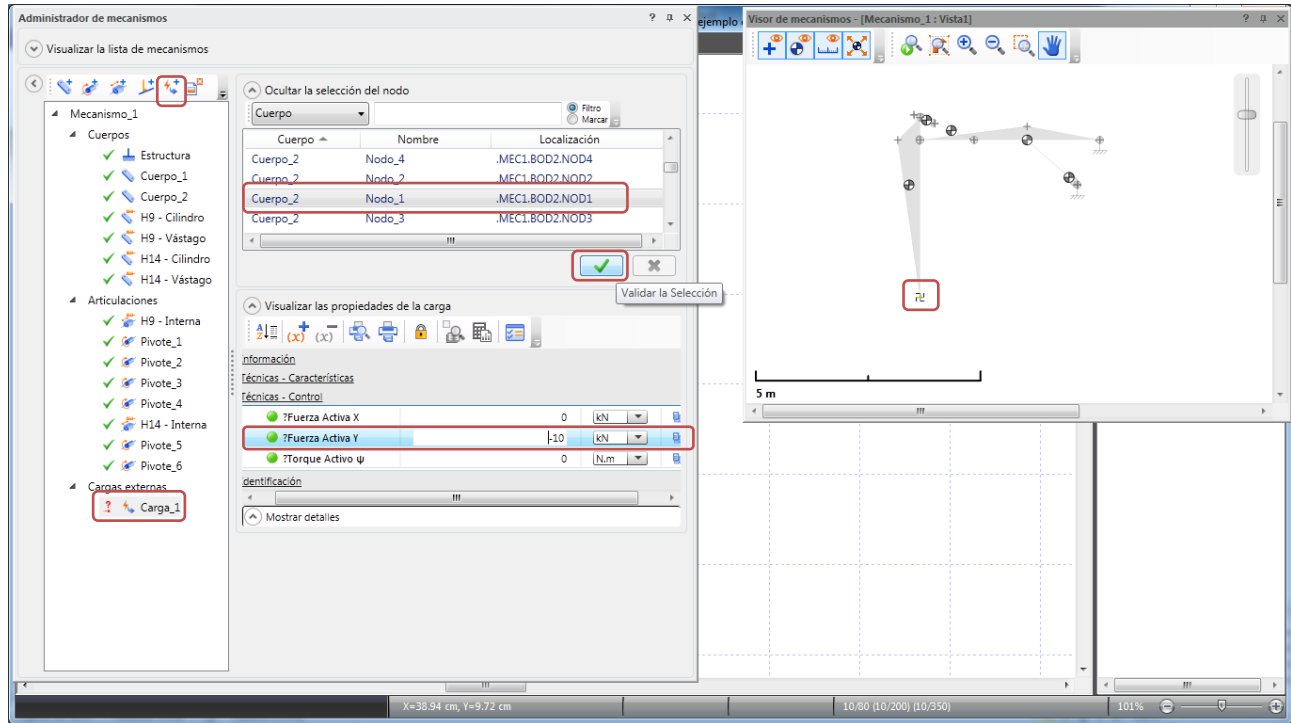 Administrador de mecanismos
Visualizar la lista de mecanismos
Mecanismo_1
Cuerpos
Estructura
Cuerpo_1
Cuerpo_2
H9 - Cilindro
H9 - Vástago
H14 - Cilindro
H14 - Vástago
Articulaciones
H9 - Interna
Pivote_1
Pivote_2
Pivote_3
Pivote_4
H14 - Interna
Pivote_5
Pivote_6
Cargas externas
? Carga_1
Ocultar la selección del nodo
Cuerpo
Filtro
Marcar
Cuerpo Nombre Localización
Cuerpo_2 Nodo_4 .MEC1.BOD2.NOD4
Cuerpo_2 Nodo_2 .MEC1.BOD2.NOD2
Cuerpo_2 Nodo_1 .MEC1.BOD2.NOD1
Cuerpo_2 Nodo_3 .MEC1.BOD2.NOD3
Validar la Selección
Visualizar las propiedades de la carga
Información
Técnicas - Características
Técnicas - Control
?Fuerza Activa X 0 kN
?Fuerza Activa Y -10 kN
?Torque Activo ψ 0 N.m
Identificación
Mostrar detalles
ejemplo
Visor de mecanismos - [Mecanismo_1 : Vista1]
5 m
X=38.94 cm, Y=9.72 cm
10/80 (10/200) (10/350)
101%